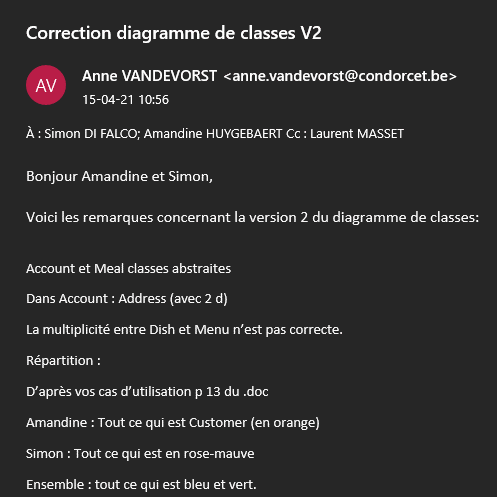 Correction diagramme de classes V2
AV
Anne VANDEVORST <anne.vandevorst@condorcet.be>
15-04-21 10:56
À : Simon DI FALCO; Amandine HUYGEBAERT Cc : Laurent MASSET
Bonjour Amandine et Simon,
Voici les remarques concernant la version 2 du diagramme de classes:
Account et Meal classes abstraites
Dans Account : Address (avec 2 d)
La multiplicité entre Dish et Menu n’est pas correcte.
Répartition :
D’après vos cas d’utilisation p 13 du .doc
Amandine : Tout ce qui est Customer (en orange)
Simon : Tout ce qui est en rose-mauve
Ensemble : tout ce qui est bleu et vert.